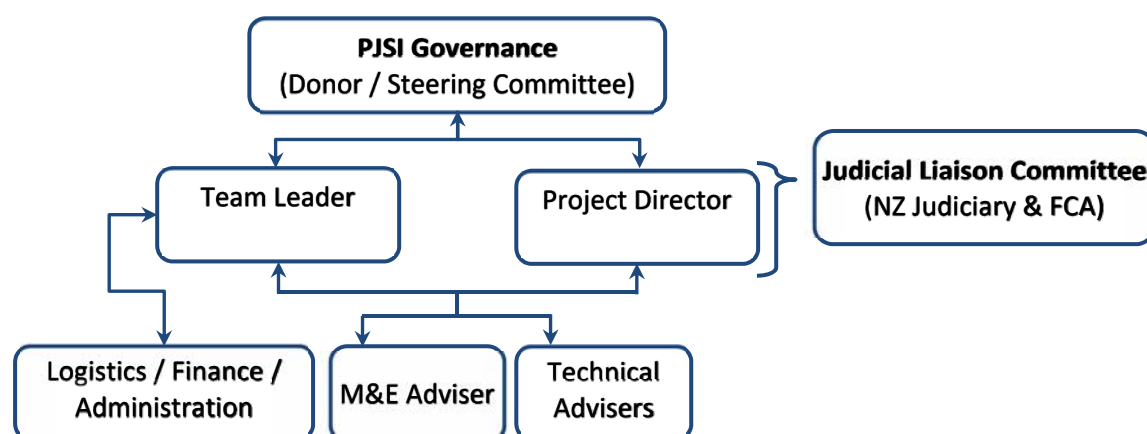 PJSI Governance
(Donor / Steering Committee)
Team Leader
Project Director
Judicial Liaison Committee
(NZ Judiciary & FCA)
Logistics / Finance /
Administration
M&E Adviser
Technical
Advisers